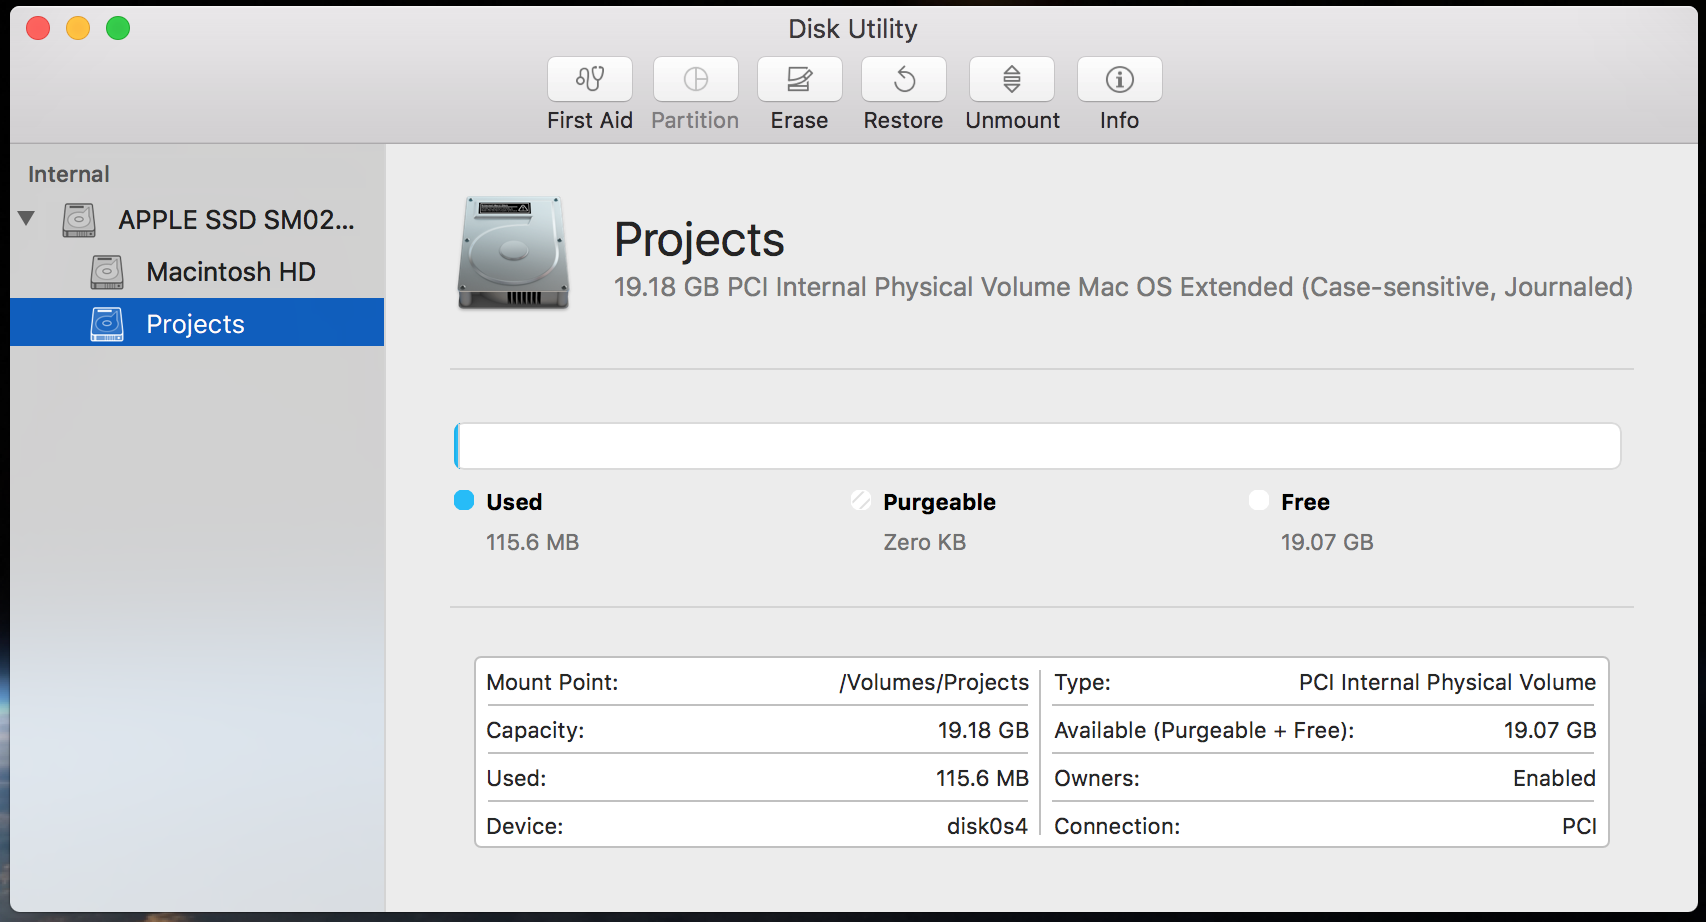 Disk Utility
First Aid
Partition
Erase
Restore
Unmount
Info
Internal
APPLE SSD SM02...
Macintosh HD
Projects
Projects
19.18 GB PCI Internal Physical Volume Mac OS Extended (Case-sensitive, Journaled)
Used
115.6 MB
Purgeable
Zero KB
Free
19.07 GB
Mount Point: /Volumes/Projects
Capacity: 19.18 GB
Used: 115.6 MB
Device: disk0s4
Type: PCI Internal Physical Volume
Available (Purgeable + Free): 19.07 GB
Owners: Enabled
Connection: PCI